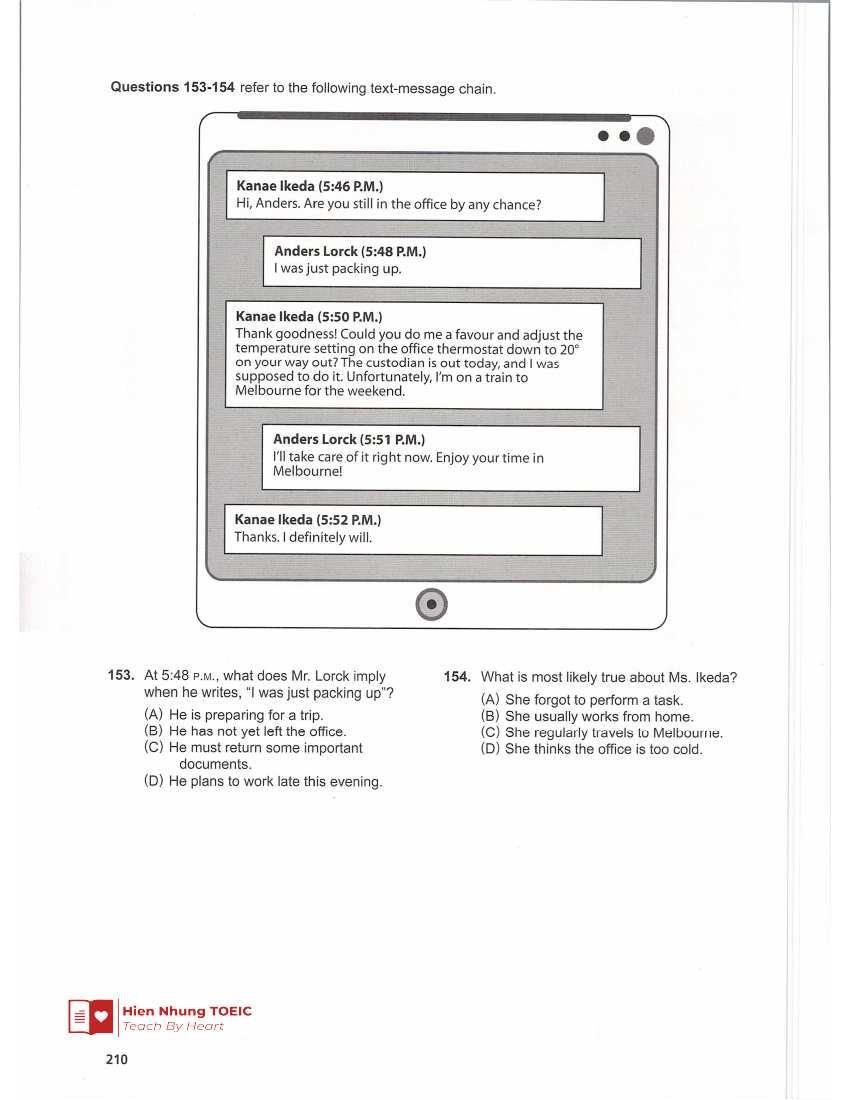 Questions 153-154 refer to the following text-message chain.
Kanae Ikeda (5:46 P.M.)
Hi, Anders. Are you still in the office by any chance?
Anders Lorck (5:48 P.M.)
I was just packing up.
Kanae Ikeda (5:50 P.M.)
Thank goodness! Could you do me a favour and adjust the
temperature setting on the office thermostat down to 20°
on your way out? The custodian is out today, and I was
supposed to do it. Unfortunately, I'm on a train to
Melbourne for the weekend.
Anders Lorck (5:51 P.M.)
I'll take care of it right now. Enjoy your time in
Melbourne!
Kanae Ikeda (5:52 P.M.)
Thanks. I definitely will.
153. At 5:48 P.M., what does Mr. Lorck imply
when he writes, “I was just packing up”?
(A) He is preparing for a trip.
(B) He has not yet left the office.
(C) He must return some important
documents.
(D) He plans to work late this evening.
154. What is most likely true about Ms. Ikeda?
(A) She forgot to perform a task.
(B) She usually works from home.
(C) She regularly travels to Melbourne.
(D) She thinks the office is too cold.
Hien Nhung TOEIC
Teach By Heart
210